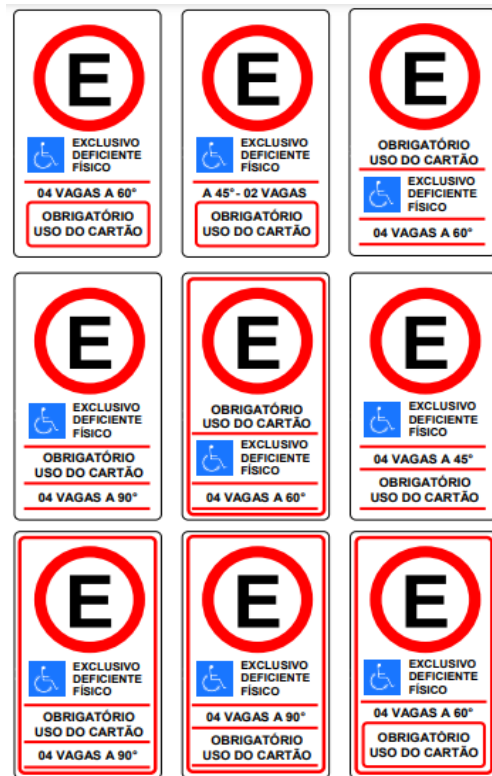 E
EXCLUSIVO
DEFICIENTE
FÍSICO
04 VAGAS A 60°
OBRIGATÓRIO
USO DO CARTÃO
E
EXCLUSIVO
DEFICIENTE
FÍSICO
A 45°- 02 VAGAS
OBRIGATÓRIO
USO DO CARTÃO
E
OBRIGATÓRIO
USO DO CARTÃO
EXCLUSIVO
DEFICIENTE
FÍSICO
04 VAGAS A 60°
E
EXCLUSIVO
DEFICIENTE
FÍSICO
OBRIGATÓRIO
USO DO CARTÃO
04 VAGAS A 90°
E
OBRIGATÓRIO
USO DO CARTÃO
EXCLUSIVO
DEFICIENTE
FÍSICO
04 VAGAS A 60°
E
EXCLUSIVO
DEFICIENTE
FÍSICO
04 VAGAS A 45°
OBRIGATÓRIO
USO DO CARTÃO
E
EXCLUSIVO
DEFICIENTE
FÍSICO
OBRIGATÓRIO
USO DO CARTÃO
04 VAGAS A 90°
E
EXCLUSIVO
DEFICIENTE
FÍSICO
04 VAGAS A 90°
OBRIGATÓRIO
USO DO CARTÃO
E
EXCLUSIVO
DEFICIENTE
FÍSICO
04 VAGAS A 60°
OBRIGATÓRIO
USO DO CARTÃO